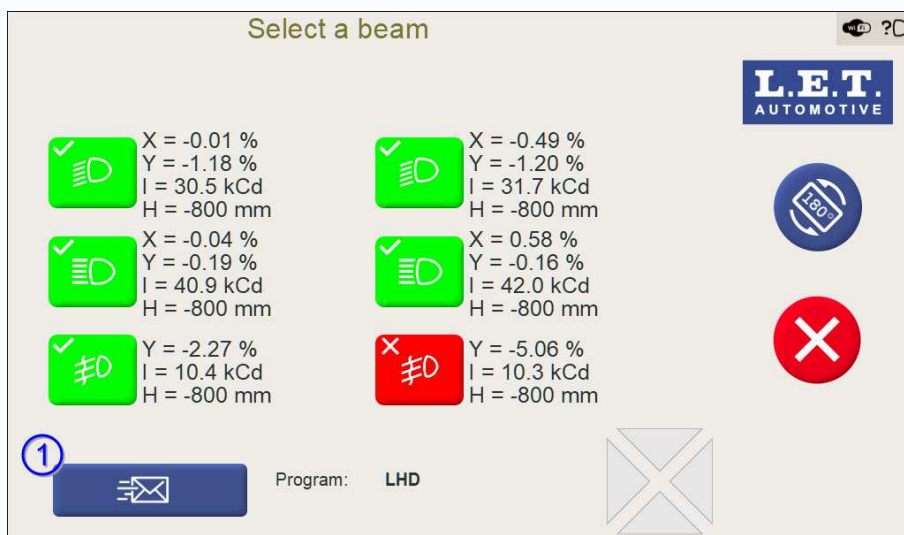 Select a beam
WiFi
?
L.E.T.
AUTOMOTIVE
X = -0.01 %
Y = -1.18 %
I = 30.5 kCd
H = -800 mm
X = -0.49 %
Y = -1.20 %
I = 31.7 kCd
H = -800 mm
180°
X = -0.04 %
Y = -0.19 %
I = 40.9 kCd
H = -800 mm
X = 0.58 %
Y = -0.16 %
I = 42.0 kCd
H = -800 mm
Y = -2.27 %
I = 10.4 kCd
H = -800 mm
Y = -5.06 %
I = 10.3 kCd
H = -800 mm
1
Program: LHD